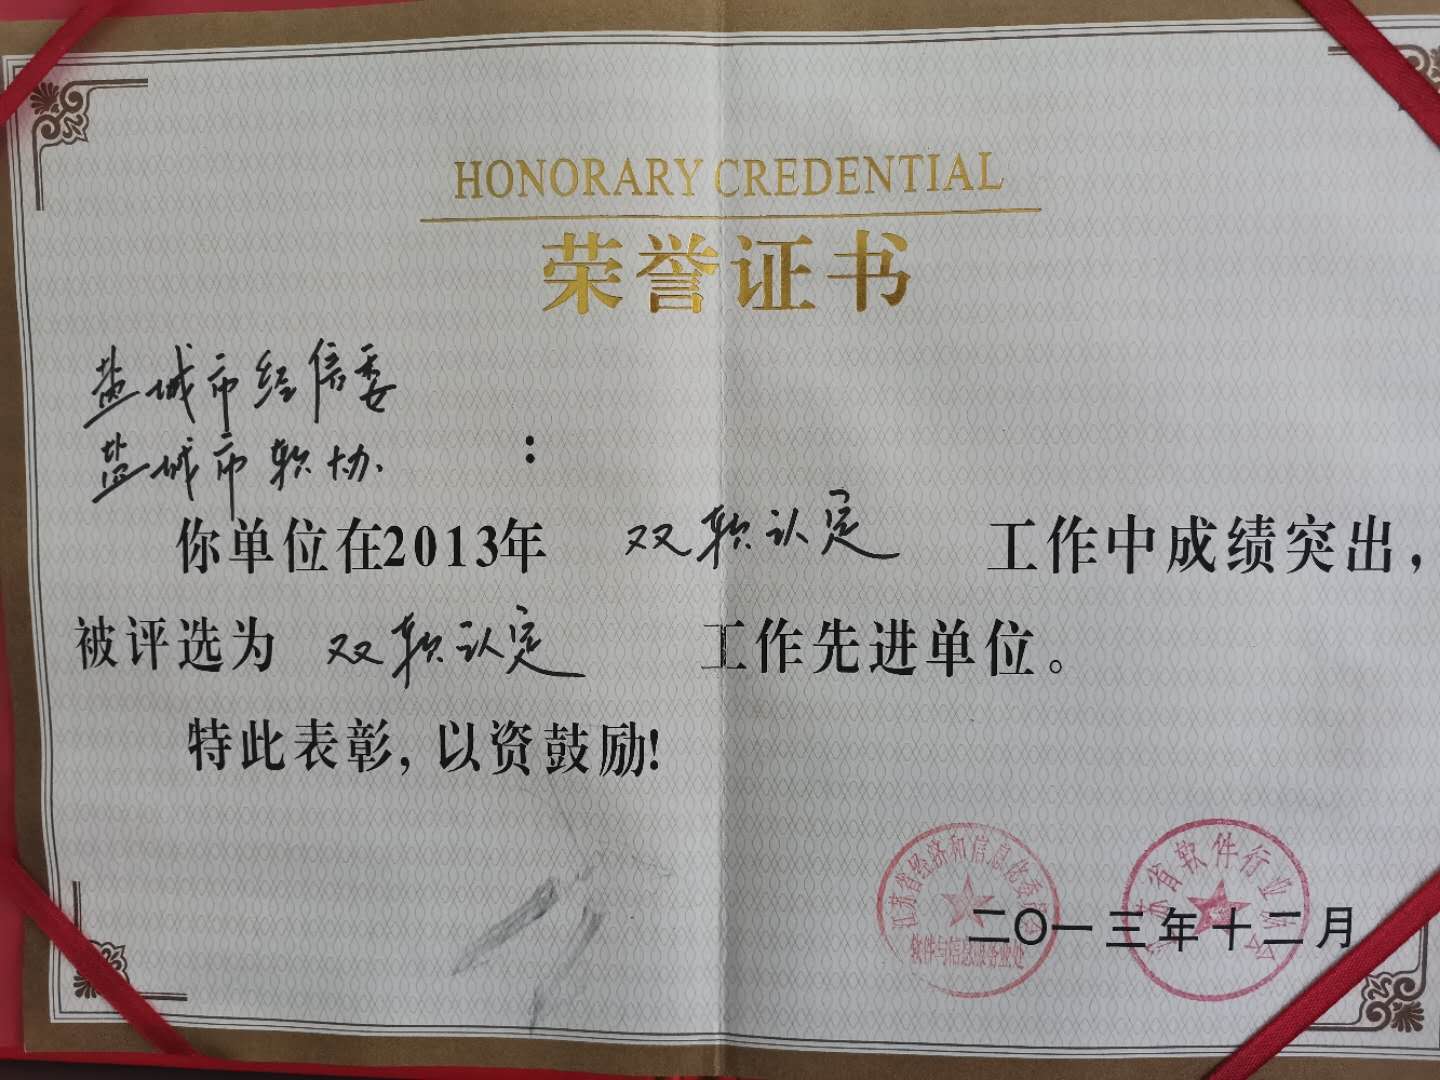 HONORARY CREDENTIAL
荣誉证书
盐城市经信委
盐城市软协：
你单位在2013年 双软认定 工作中成绩突出，
被评选为 双软认定 工作先进单位。
特此表彰，以资鼓励！
江苏省经济和信息化委员会
软件与信息服务业处
江苏省软件行业协会
二〇一三年十二月